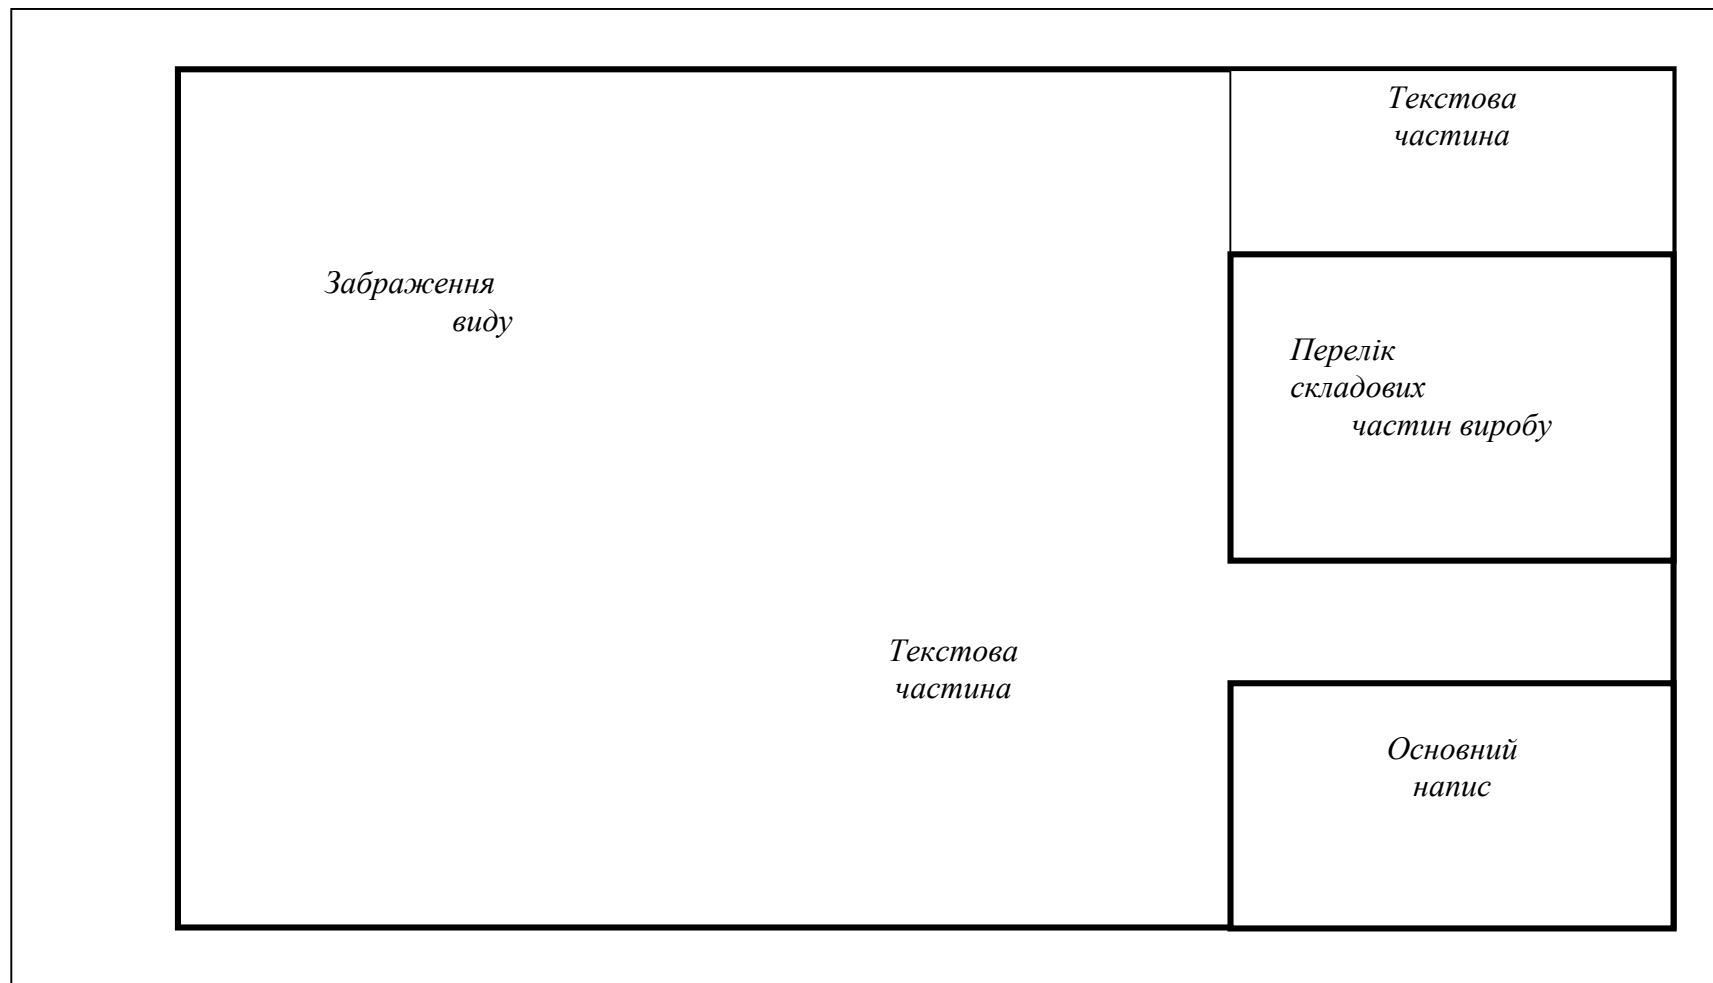 Текстова
частина
Забраження
виду
Перелік
складових
частин виробу
Текстова
частина
Основний
напис